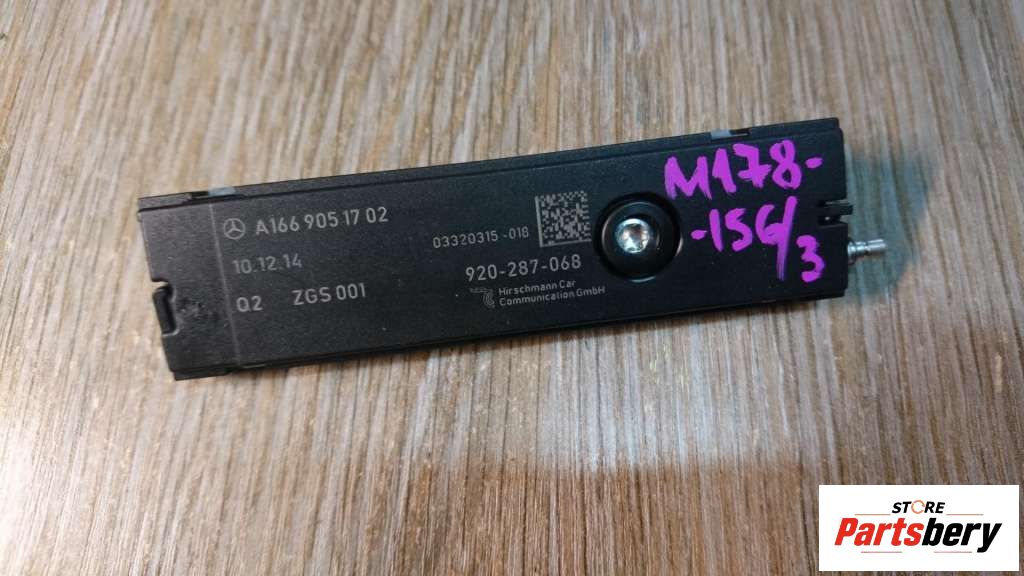 A166 905 17 02
10.12.14
Q2 ZGS 001
03320315-018
920-287-068
Hirschmann Car
Communication GmbH
M178-
-156/3
STORE
Partsbery